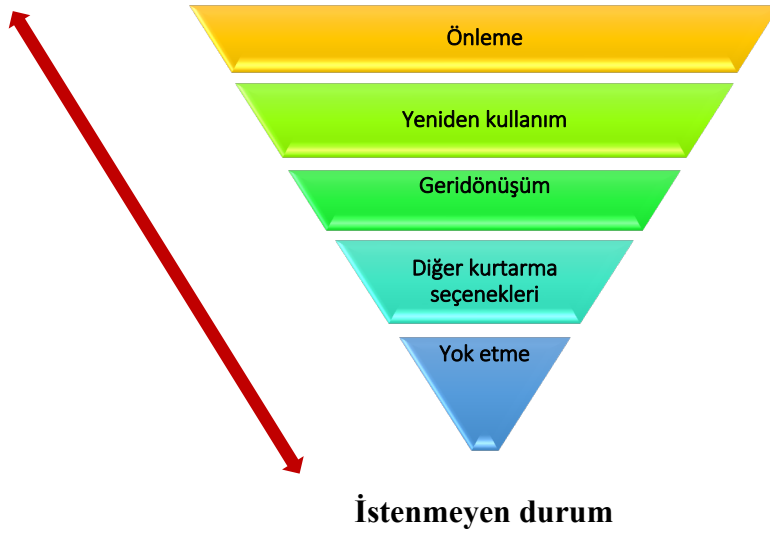 Önleme
Yeniden kullanım
Geridönüşüm
Diğer kurtarma
seçenekleri
Yok etme
İstenmeyen durum